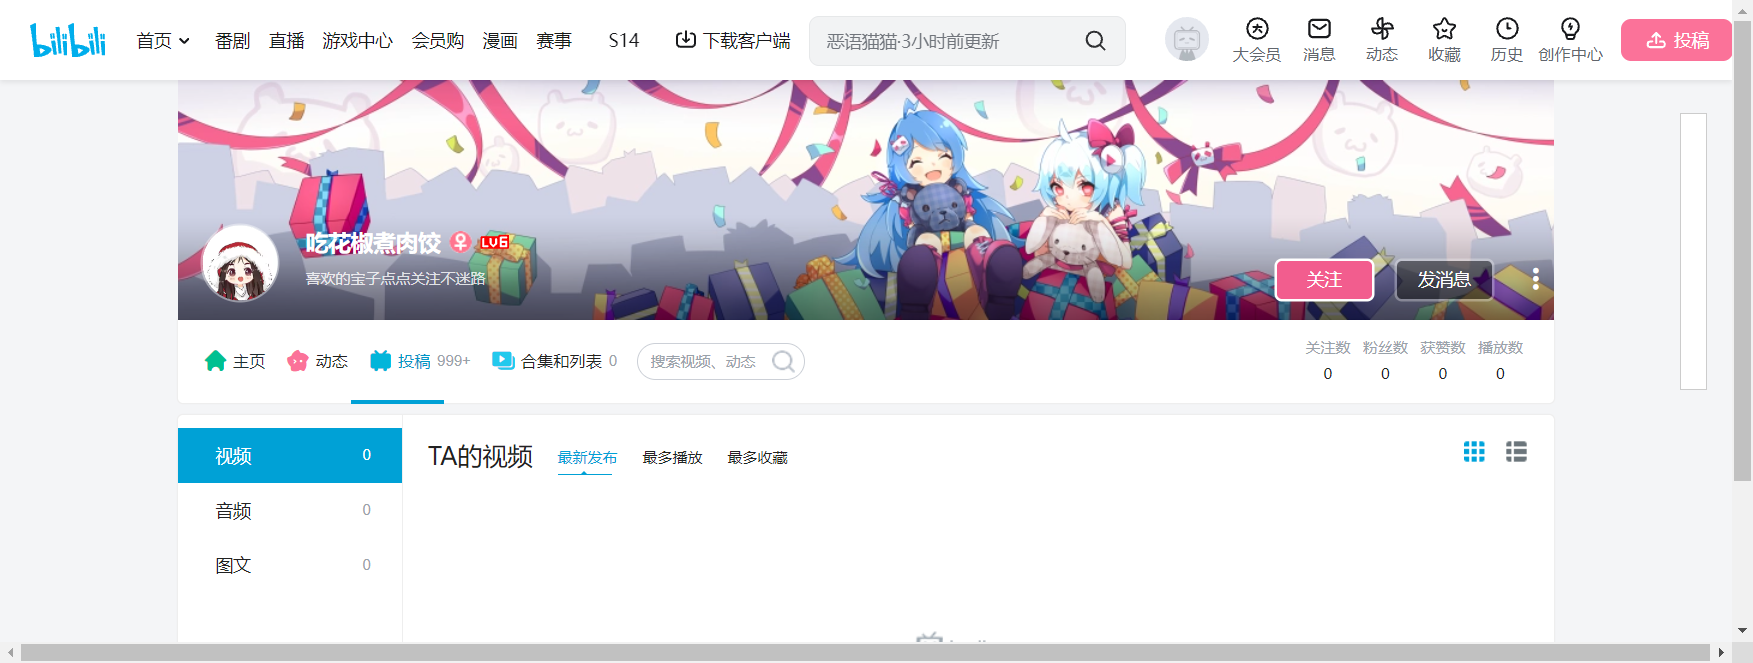 bilibili 首页 番剧 直播 游戏中心 会员购 漫画 赛事 S14 下载客户端 恶语猫猫·3小时前更新 大会员 消息 动态 收藏 历史 创作中心 投稿
吃花椒煮肉饺 LV6
喜欢的宝子点点关注不迷路
关注 发消息
主页 动态 投稿 999+ 合集和列表 0 搜索视频、动态
关注数 粉丝数 获赞数 播放数
0 0 0 0
视频 0
音频 0
图文 0
TA的视频 最新发布 最多播放 最多收藏